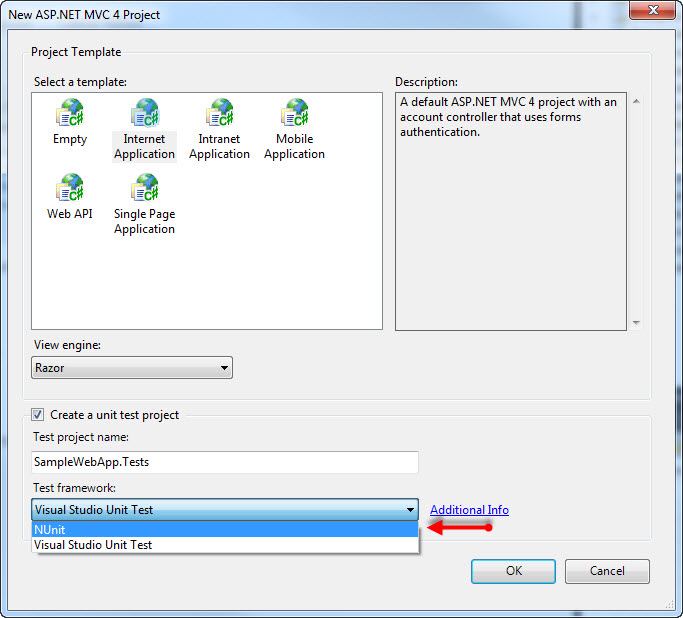 New ASP.NET MVC 4 Project
Project Template
Select a template:
Description:
Empty
Internet
Application
Intranet
Application
Mobile
Application
Web API
Single Page
Application
A default ASP.NET MVC 4 project with an
account controller that uses forms
authentication.
View engine:
Razor
Create a unit test project
Test project name:
SampleWebApp.Tests
Test framework:
Visual Studio Unit Test
Additional Info
NUnit
Visual Studio Unit Test
OK
Cancel